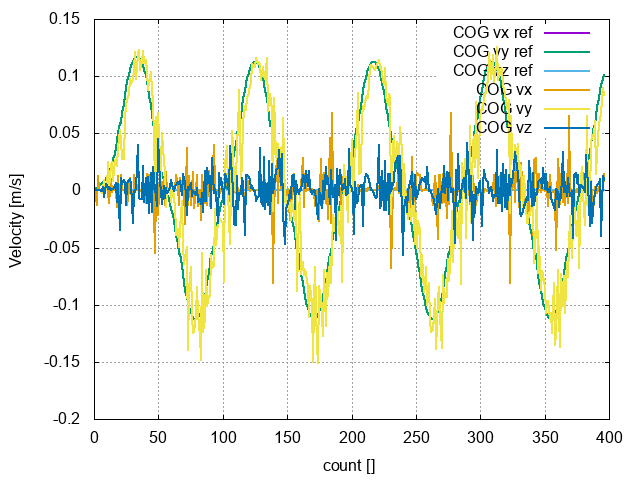 0.15
0.1
0.05
0
-0.05
-0.1
-0.15
-0.2
Velocity [m/s]
COG vx ref
COG vy ref
COG vz ref
COG vx
COG vy
COG vz
0 50 100 150 200 250 300 350 400
count []